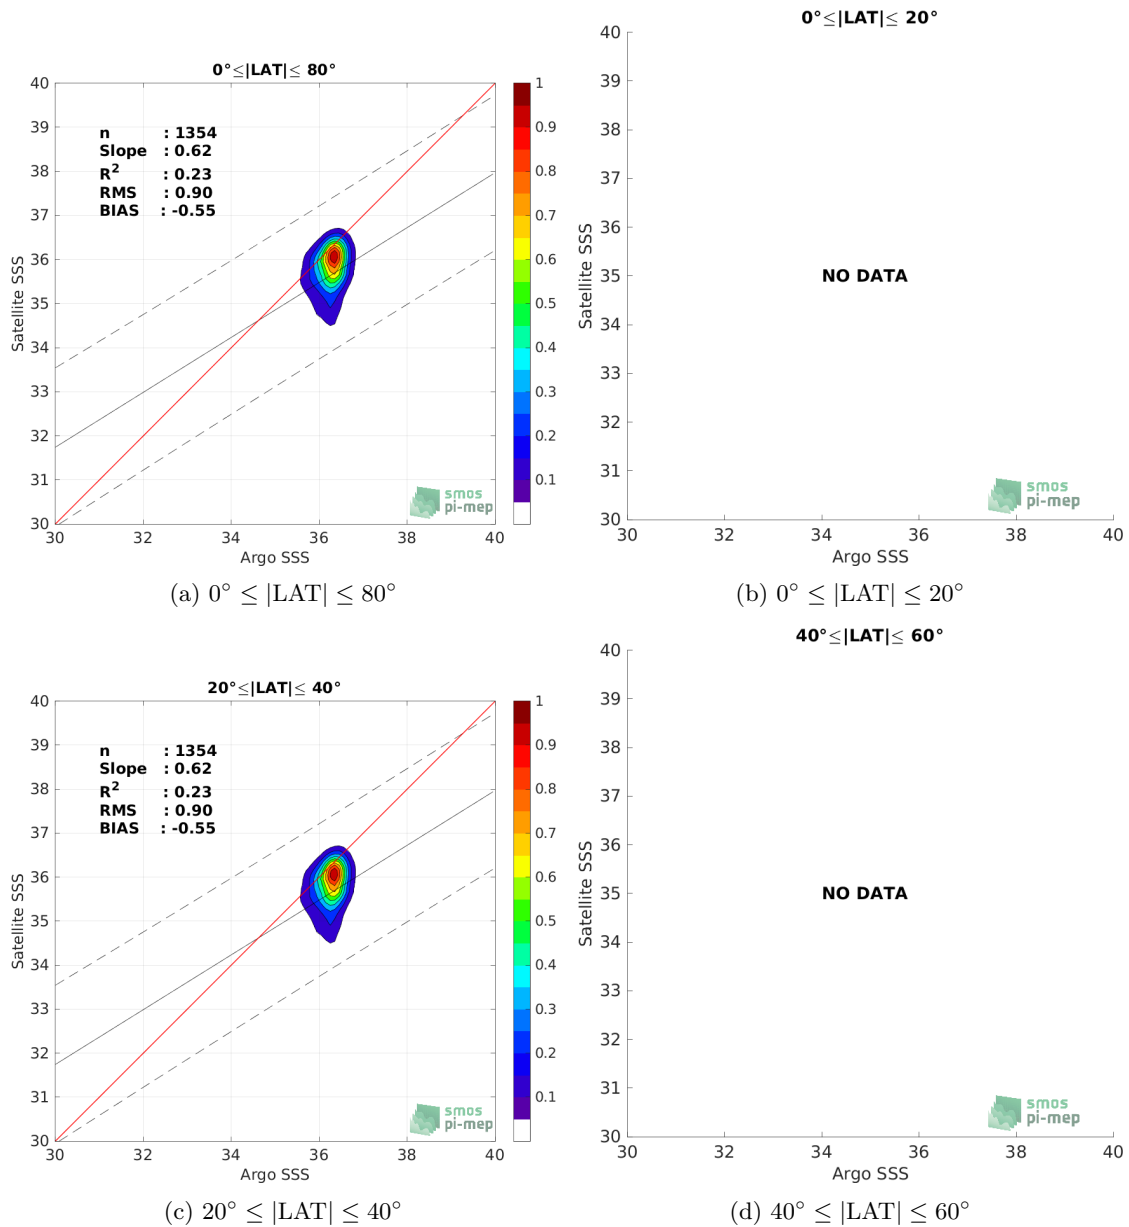 0°≤|LAT|≤ 80°
40
39
38
37
36
35
34
33
32
31
30
Satellite SSS
n : 1354
Slope : 0.62
R² : 0.23
RMS : 0.90
BIAS : -0.55
smos
pi-mep
30 32 34 36 38 40
Argo SSS
1
0.9
0.8
0.7
0.6
0.5
0.4
0.3
0.2
0.1
(a) 0° ≤ |LAT| ≤ 80°
0°≤|LAT|≤ 20°
40
39
38
37
36
35
34
33
32
31
30
Satellite SSS
NO DATA
smos
pi-mep
30 32 34 36 38 40
Argo SSS
(b) 0° ≤ |LAT| ≤ 20°
20°≤|LAT|≤ 40°
40
39
38
37
36
35
34
33
32
31
30
Satellite SSS
n : 1354
Slope : 0.62
R² : 0.23
RMS : 0.90
BIAS : -0.55
smos
pi-mep
30 32 34 36 38 40
Argo SSS
1
0.9
0.8
0.7
0.6
0.5
0.4
0.3
0.2
0.1
(c) 20° ≤ |LAT| ≤ 40°
40°≤|LAT|≤ 60°
40
39
38
37
36
35
34
33
32
31
30
Satellite SSS
NO DATA
smos
pi-mep
30 32 34 36 38 40
Argo SSS
(d) 40° ≤ |LAT| ≤ 60°